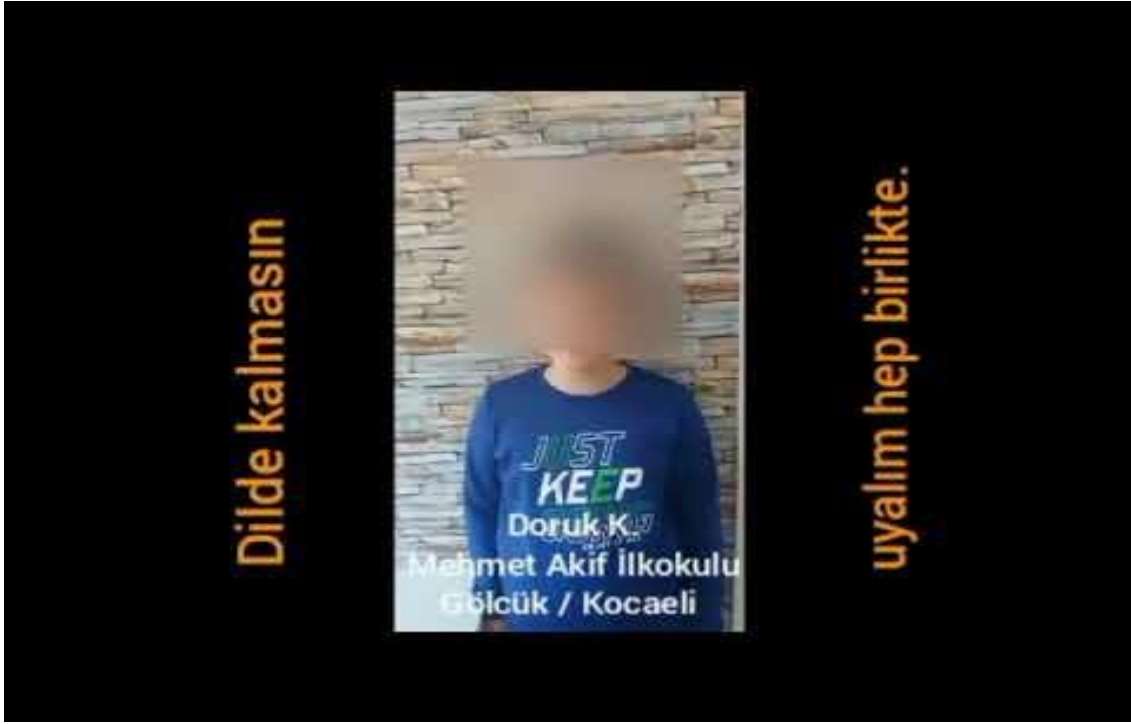 Dilde kalmasın
uyalım hep birlikte.
JUST
KEEP
Doruk K.
Mehmet Akif İlkokulu
Gölcük / Kocaeli